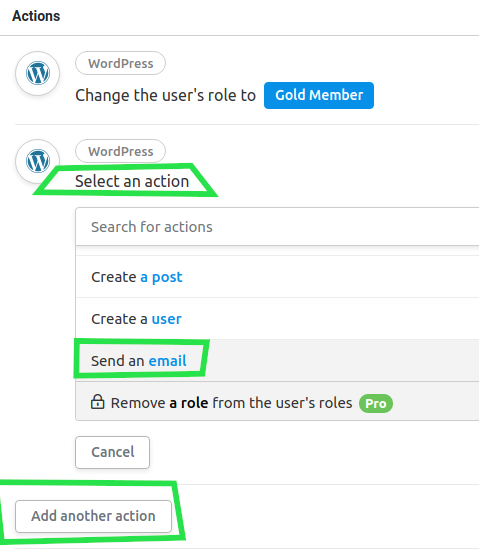 Actions
WordPress
Change the user's role to Gold Member
WordPress
Select an action
Search for actions
Create a post
Create a user
Send an email
Remove a role from the user's roles Pro
Cancel
Add another action